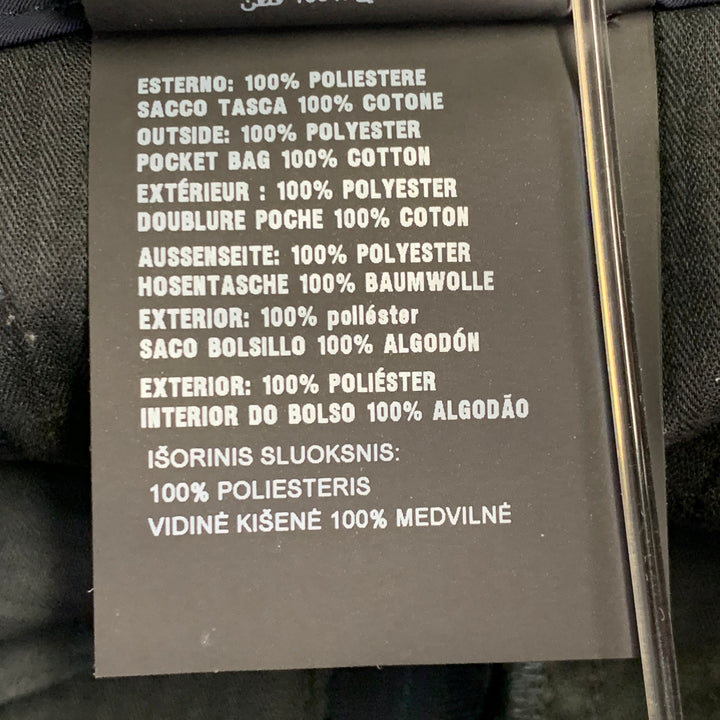 ESTERNO: 100% POLIESTERE
SACCO TASCA 100% COTONE
OUTSIDE: 100% POLYESTER
POCKET BAG 100% COTTON
EXTÉRIEUR : 100% POLYESTER
DOUBLURE POCHE 100% COTON
AUSSENSEITE: 100% POLYESTER
HOSENTASCHE 100% BAUMWOLLE
EXTERIOR: 100% poliéster
SACO BOLSILLO 100% ALGODÓN
EXTERIOR: 100% POLIÉSTER
INTERIOR DO BOLSO 100% ALGODÃO
IŠORINIS SLUOKSNIS:
100% POLIESTERIS
VIDINĖ KIŠENĖ 100% MEDVILNĖ